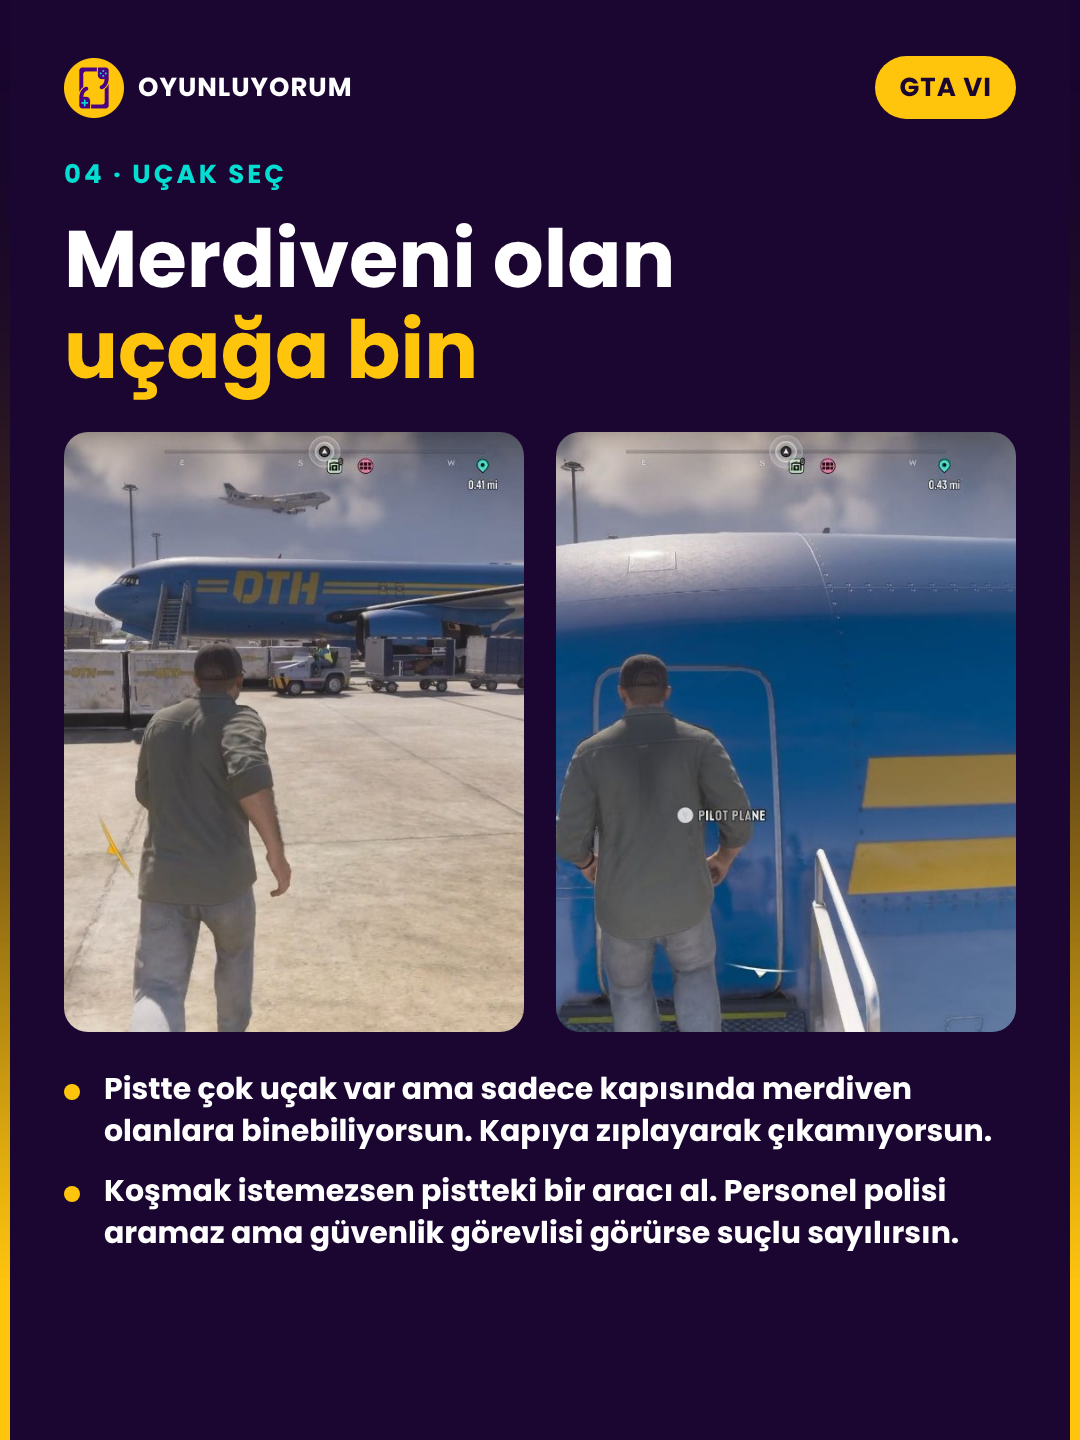 OYUNLUYORUM
GTA VI
04 · UÇAK SEÇ
Merdiveni olan
uçağa bin
E S W
0.41 mi
DTH
DTH
E S W
0.43 mi
PILOT PLANE
Pistte çok uçak var ama sadece kapısında merdiven
olanlara binebiliyorsun. Kapıya zıplayarak çıkamıyorsun.
Koşmak istemezsen pistteki bir aracı al. Personel polisi
aramaz ama güvenlik görevlisi görürse suçlu sayılırsın.